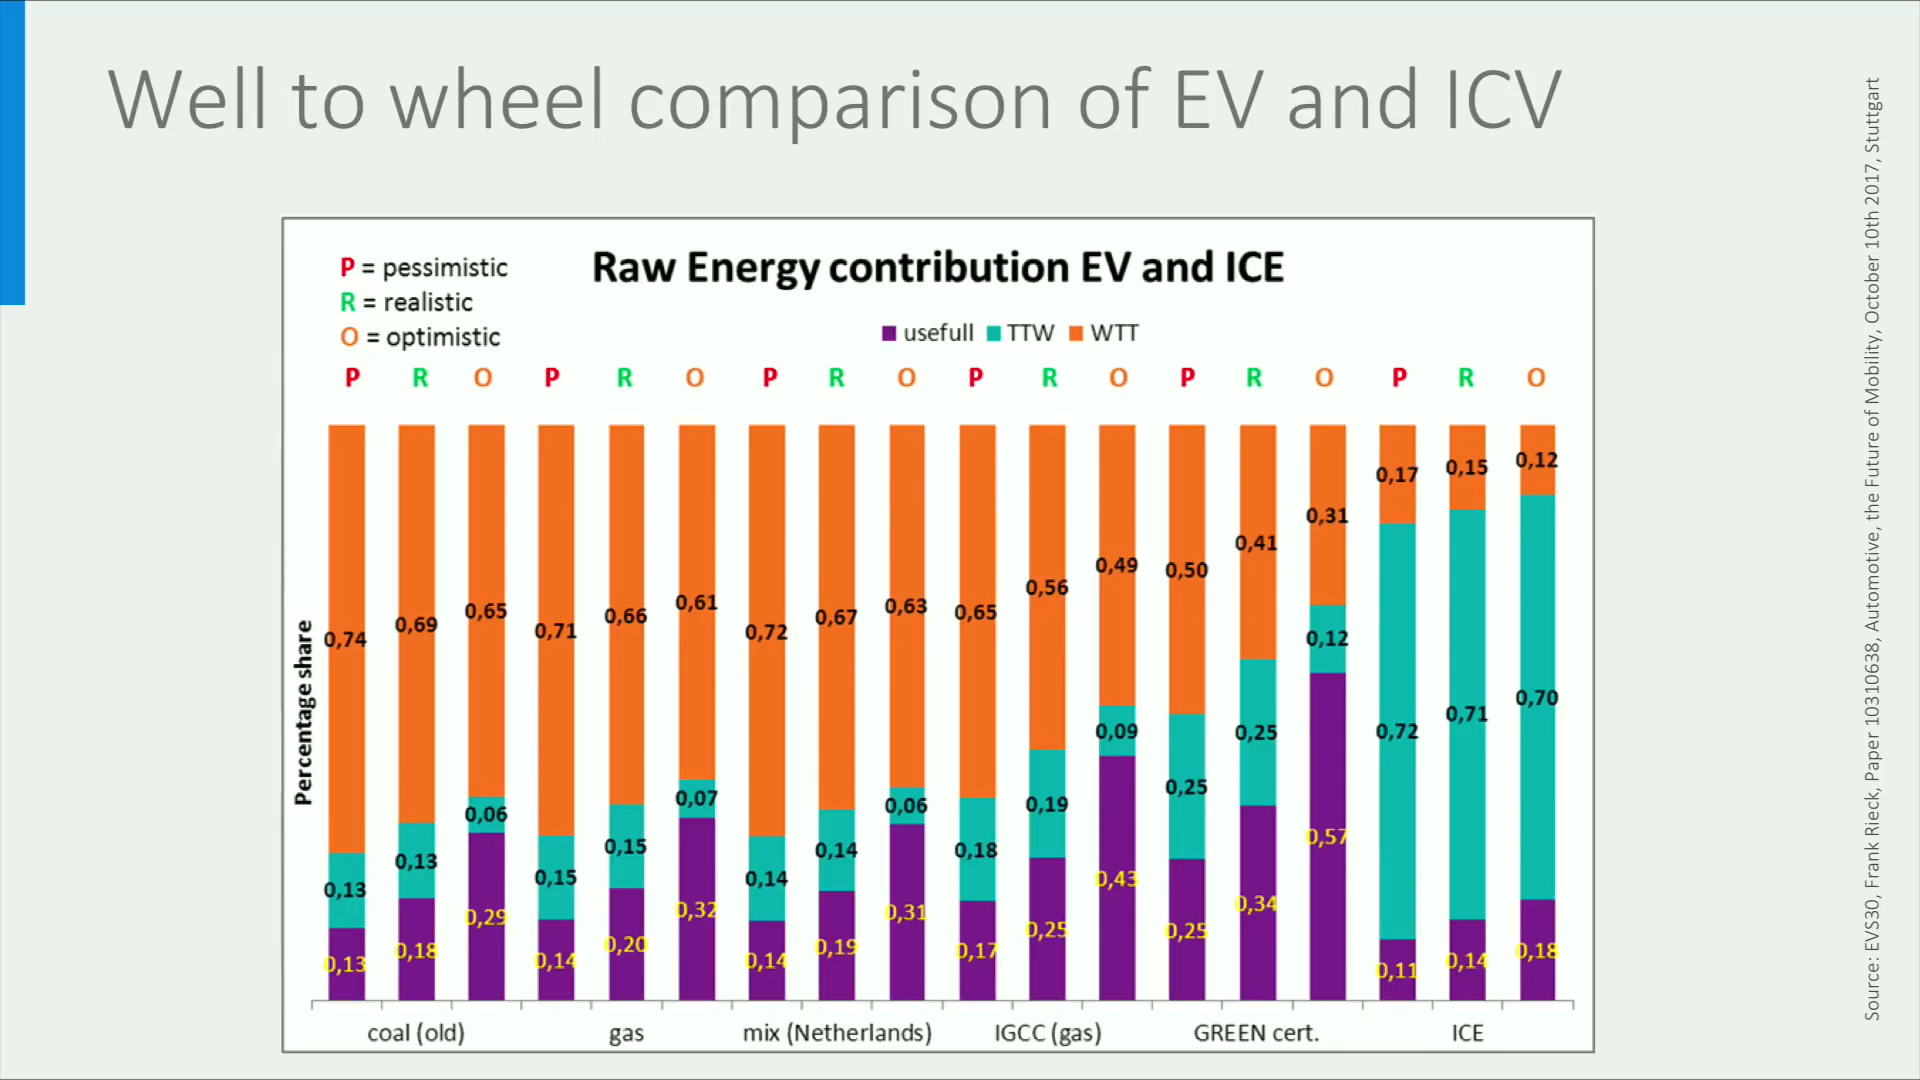 Well to wheel comparison of EV and ICV
P = pessimistic
R = realistic
O = optimistic
Raw Energy contribution EV and ICE
usefull TTW WTT
P R O P R O P R O P R O P R O P R O
0,74 0,69 0,65 0,71 0,66 0,61 0,72 0,67 0,63 0,65 0,56 0,49 0,50 0,41 0,31 0,17 0,15 0,12
0,13 0,13 0,06 0,15 0,15 0,07 0,14 0,14 0,06 0,18 0,19 0,09 0,25 0,25 0,12 0,72 0,71 0,70
0,13 0,18 0,29 0,14 0,20 0,32 0,14 0,19 0,31 0,17 0,25 0,43 0,25 0,34 0,57 0,11 0,14 0,18
Percentage share
coal (old) gas mix (Netherlands) IGCC (gas) GREEN cert. ICE
Source: EVS30, Frank Rieck, Paper 10310638, Automotive, the Future of Mobility, October 10th 2017, Stuttgart